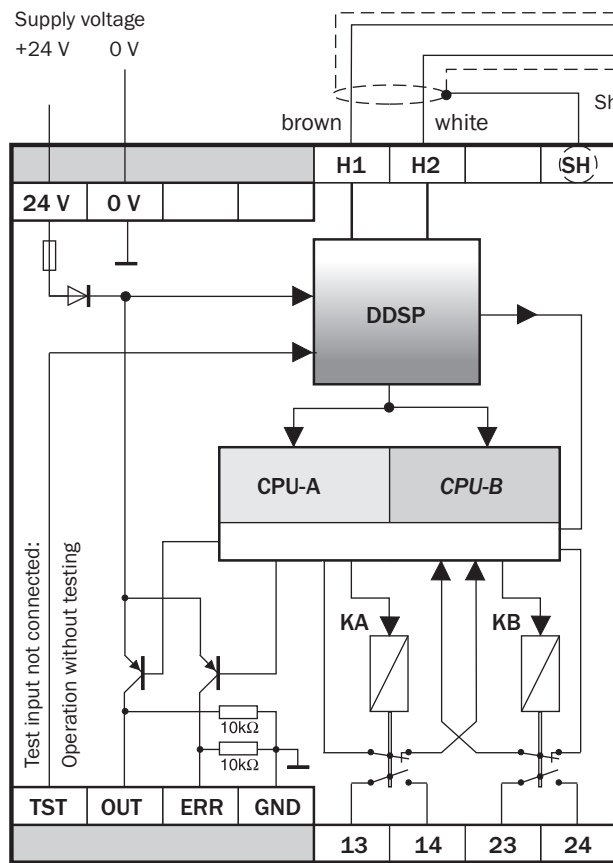 Supply voltage
+24 V 0 V
Sh
brown white
H1 H2 SH
24 V 0 V
DDSP
CPU-A CPU-B
KA KB
Test input not connected:
Operation without testing
10kΩ
10kΩ
TST OUT ERR GND
13 14 23 24